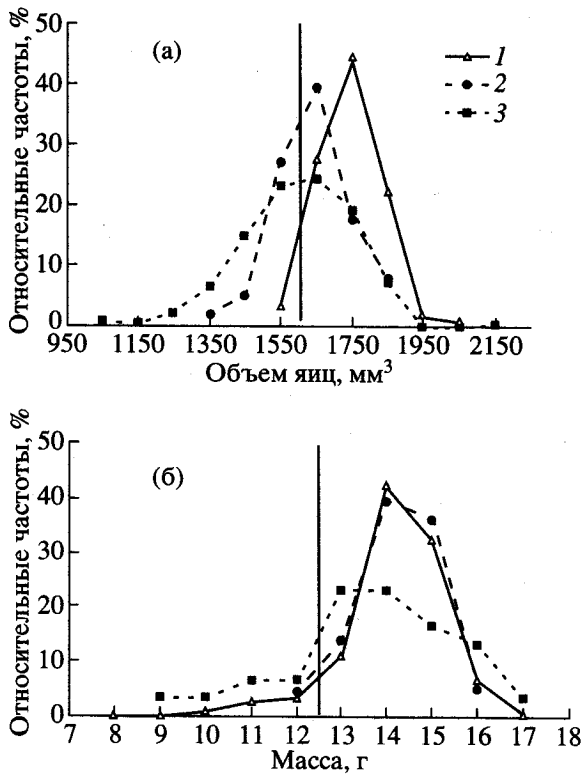 (а)
Относительные частоты, %
50
40
30
20
10
0
1
2
3
950 1150 1350 1550 1750 1950 2150
Объем яиц, мм³
(б)
Относительные частоты, %
50
40
30
20
10
0
7 8 9 10 11 12 13 14 15 16 17 18
Масса, г